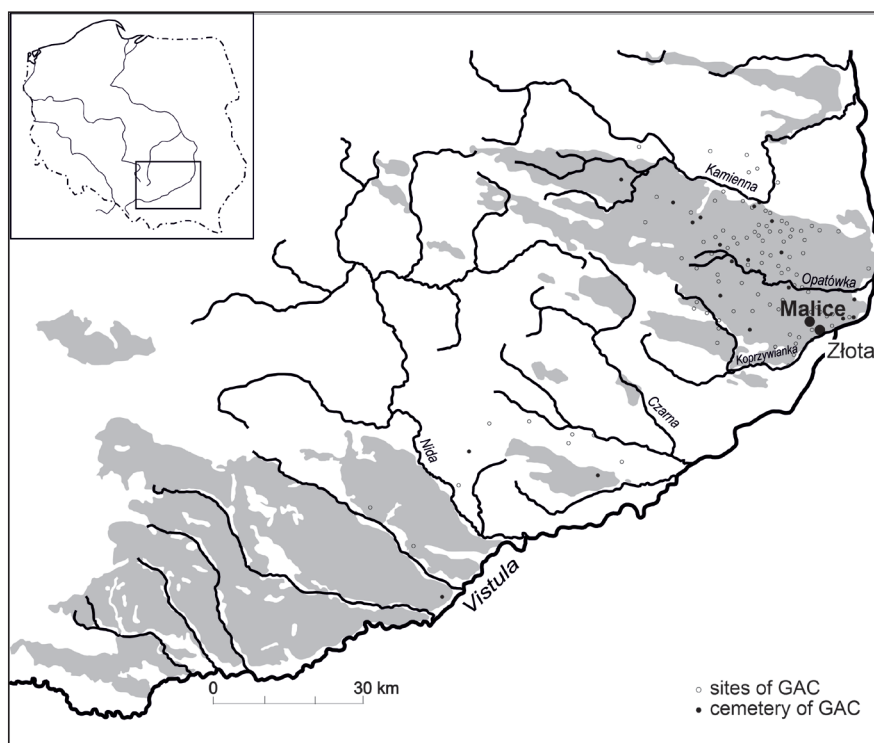 Kamienna
Opatówka
Malice
Złota
Koprzywianka
Czarna
Nida
Vistula
0 30 km
sites of GAC
cemetery of GAC